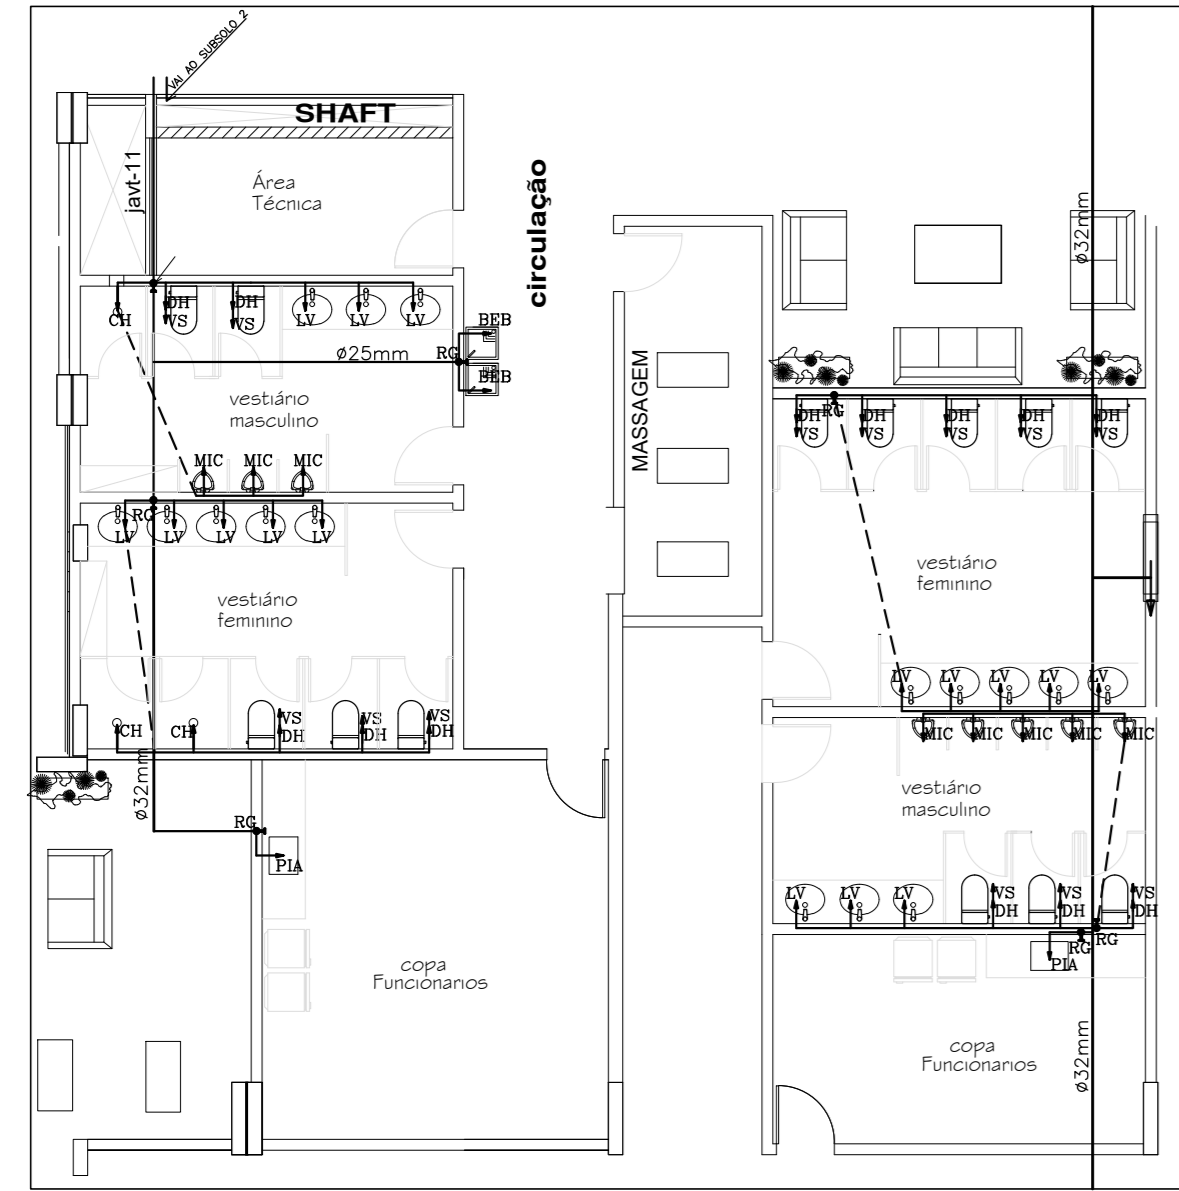 VAI AO SUBSOLO 2
SHAFT
javt-11
Área
Técnica
circulação
ø32mm
CH
DH
VS
DH
VS
LV
LV
LV
BEB
RG
BEB
ø25mm
MASSAGEM
vestiário
masculino
MIC
MIC
MIC
DH
VS
RG
DH
VS
DH
VS
DH
VS
DH
VS
RG
LV
LV
LV
LV
LV
vestiário
feminino
vestiário
feminino
LV
LV
LV
LV
LV
CH
CH
VS
DH
VS
DH
VS
DH
MIC
MIC
MIC
MIC
MIC
ø32mm
vestiário
masculino
RG
PIA
LV
LV
LV
VS
DH
VS
DH
VS
DH
RG
RG
PIA
copa
Funcionarios
copa
Funcionarios
ø32mm